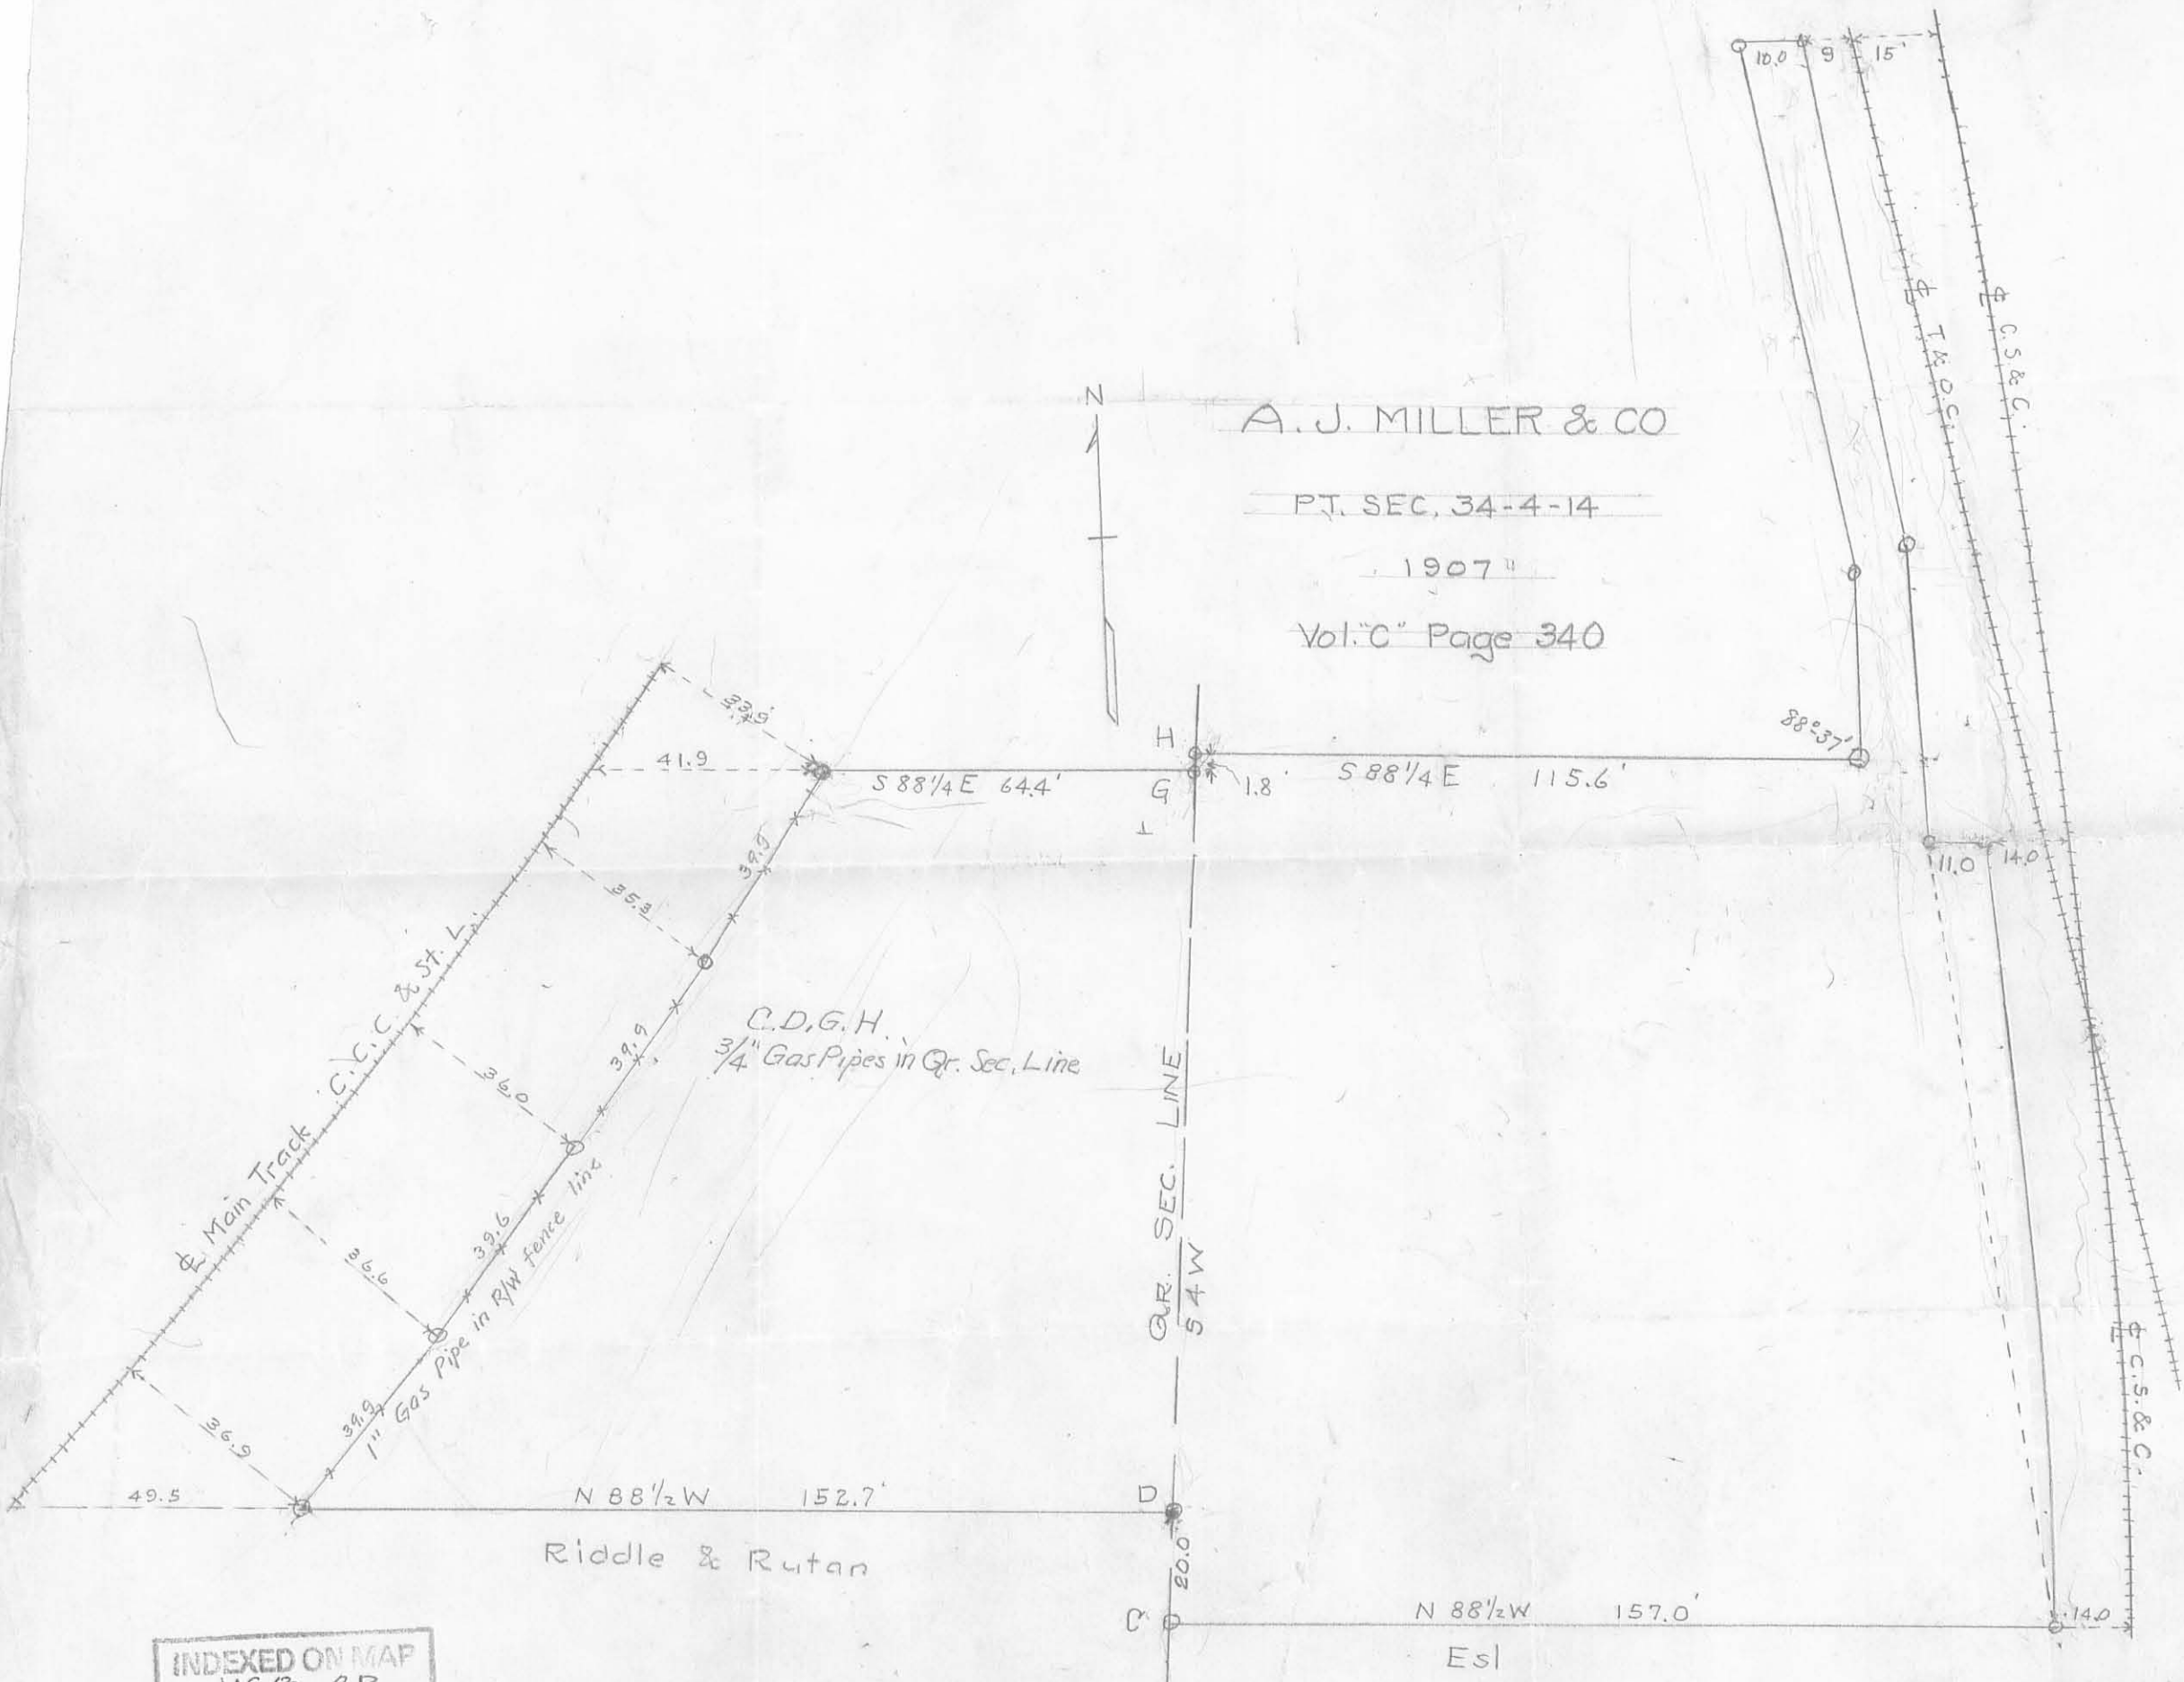 10.0 9 15'
N
A. J. MILLER & CO
PT. SEC. 34-4-14
1907
Vol. "C" Page 340
℄ T. & O. C.
℄ C. S. & C.
41.9
S 88 1/4 E 64.4'
H
G
1.8'
S 88 1/4 E 115.6'
88°-37'
39.9
35.3
11.0 14.0
℄ Main Track C. C. C. & St. L.
C. D. G. H.
3/4" Gas Pipes in Qr. Sec. Line
39.9
36.0
QR. SEC. LINE
5 4 W
39.6
36.6
1" Gas Pipe in R/W fence line
39.9
36.9
℄ C. S. & C.
49.5
N 88 1/2 W 152.7'
D
Riddle & Rutan
20.0
C
N 88 1/2 W 157.0'
14.0
Esl
INDEXED ON MAP